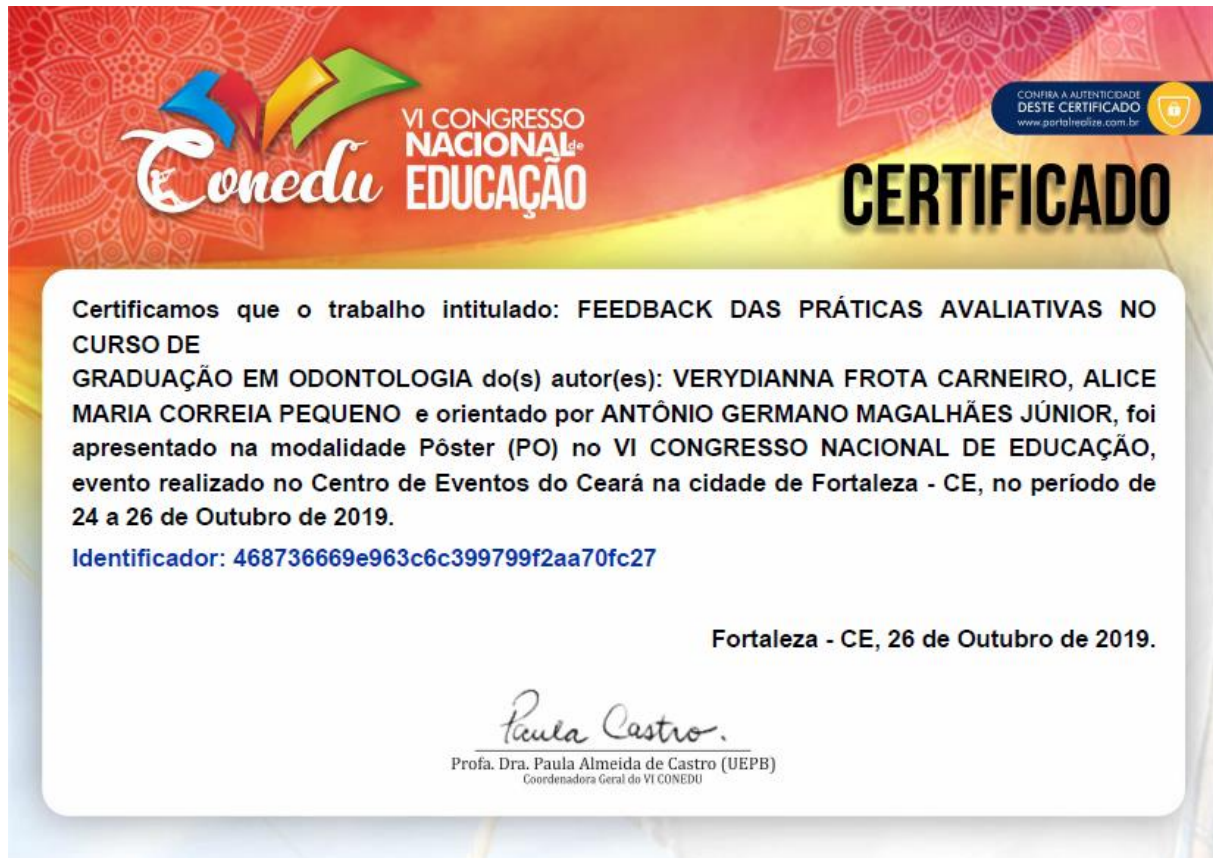 Conedu
VI CONGRESSO
NACIONAL de
EDUCAÇÃO
CONFIRA A AUTENTICIDADE
DESTE CERTIFICADO
www.portalrealize.com.br
CERTIFICADO
Certificamos que o trabalho intitulado: FEEDBACK DAS PRÁTICAS AVALIATIVAS NO
CURSO DE
GRADUAÇÃO EM ODONTOLOGIA do(s) autor(es): VERYDIANNA FROTA CARNEIRO, ALICE
MARIA CORREIA PEQUENO e orientado por ANTÔNIO GERMANO MAGALHÃES JÚNIOR, foi
apresentado na modalidade Pôster (PO) no VI CONGRESSO NACIONAL DE EDUCAÇÃO,
evento realizado no Centro de Eventos do Ceará na cidade de Fortaleza - CE, no período de
24 a 26 de Outubro de 2019.
Identificador: 468736669e963c6c399799f2aa70fc27
Fortaleza - CE, 26 de Outubro de 2019.
Paula Castro.
Profa. Dra. Paula Almeida de Castro (UEPB)
Coordenadora Geral do VI CONEDU